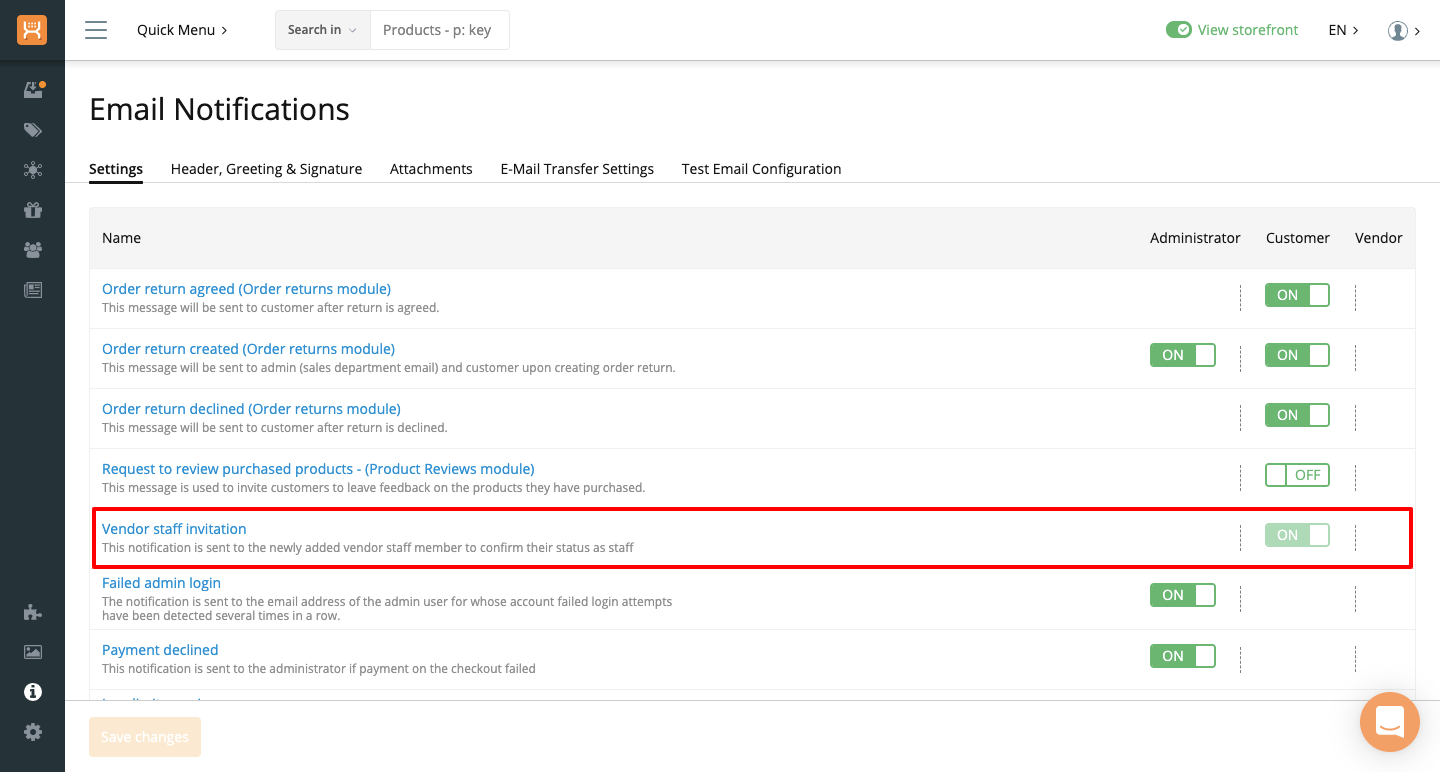 Quick Menu
Search in
Products - p: key
View storefront
EN
Email Notifications
Settings
Header, Greeting & Signature
Attachments
E-Mail Transfer Settings
Test Email Configuration
Name
Administrator
Customer
Vendor
Order return agreed (Order returns module)
This message will be sent to customer after return is agreed.
ON
Order return created (Order returns module)
This message will be sent to admin (sales department email) and customer upon creating order return.
ON
ON
Order return declined (Order returns module)
This message will be sent to customer after return is declined.
ON
Request to review purchased products - (Product Reviews module)
This message is used to invite customers to leave feedback on the products they have purchased.
OFF
Vendor staff invitation
This notification is sent to the newly added vendor staff member to confirm their status as staff
ON
Failed admin login
The notification is sent to the email address of the admin user for whose account failed login attempts
have been detected several times in a row.
ON
Payment declined
This notification is sent to the administrator if payment on the checkout failed
ON
Save changes